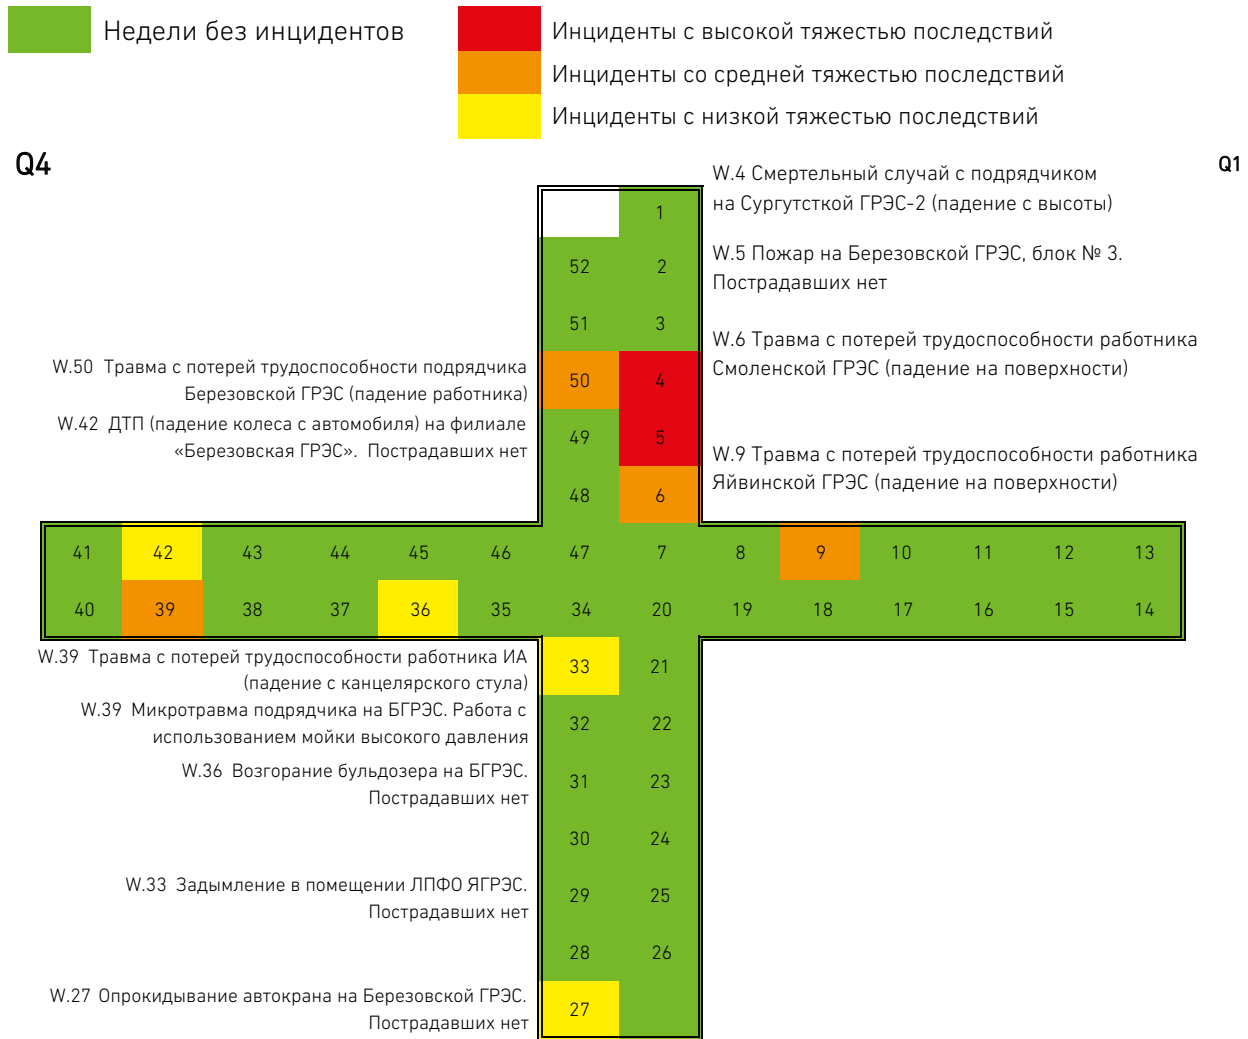 Недели без инцидентов
Инциденты с высокой тяжестью последствий
Инциденты со средней тяжестью последствий
Инциденты с низкой тяжестью последствий
Q4
Q1
W.4 Смертельный случай с подрядчиком
на Сургутсткой ГРЭС-2 (падение с высоты)
W.5 Пожар на Березовской ГРЭС, блок № 3.
Пострадавших нет
W.6 Травма с потерей трудоспособности работника
Смоленской ГРЭС (падение на поверхности)
W.9 Травма с потерей трудоспособности работника
Яйвинской ГРЭС (падение на поверхности)
W.50 Травма с потерей трудоспособности подрядчика
Березовской ГРЭС (падение работника)
W.42 ДТП (падение колеса с автомобиля) на филиале
«Березовская ГРЭС». Пострадавших нет
1
52 2
51 3
50 4
49 5
48 6
41 42 43 44 45 46 47 7 8 9 10 11 12 13
40 39 38 37 36 35 34 20 19 18 17 16 15 14
33 21
32 22
31 23
30 24
29 25
28 26
27
W.39 Травма с потерей трудоспособности работника ИА
(падение с канцелярского стула)
W.39 Микротравма подрядчика на БГРЭС. Работа с
использованием мойки высокого давления
W.36 Возгорание бульдозера на БГРЭС.
Пострадавших нет
W.33 Задымление в помещении ЛПФО ЯГРЭС.
Пострадавших нет
W.27 Опрокидывание автокрана на Березовской ГРЭС.
Пострадавших нет